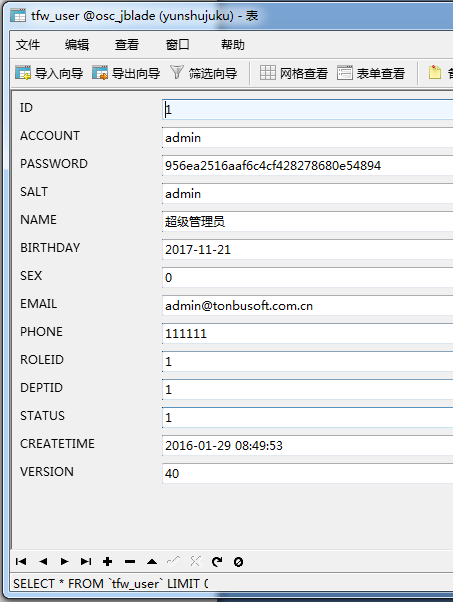 tfw_user @osc_jblade (yunshujuku) - 表
文件 编辑 查看 窗口 帮助
导入向导 导出向导 筛选向导 网格查看 表单查看
ID 1
ACCOUNT admin
PASSWORD 956ea2516aaf6c4cf428278680e54894
SALT admin
NAME 超级管理员
BIRTHDAY 2017-11-21
SEX 0
EMAIL admin@tonbusoft.com.cn
PHONE 111111
ROLEID 1
DEPTID 1
STATUS 1
CREATETIME 2016-01-29 08:49:53
VERSION 40
SELECT * FROM `tfw_user` LIMIT 0